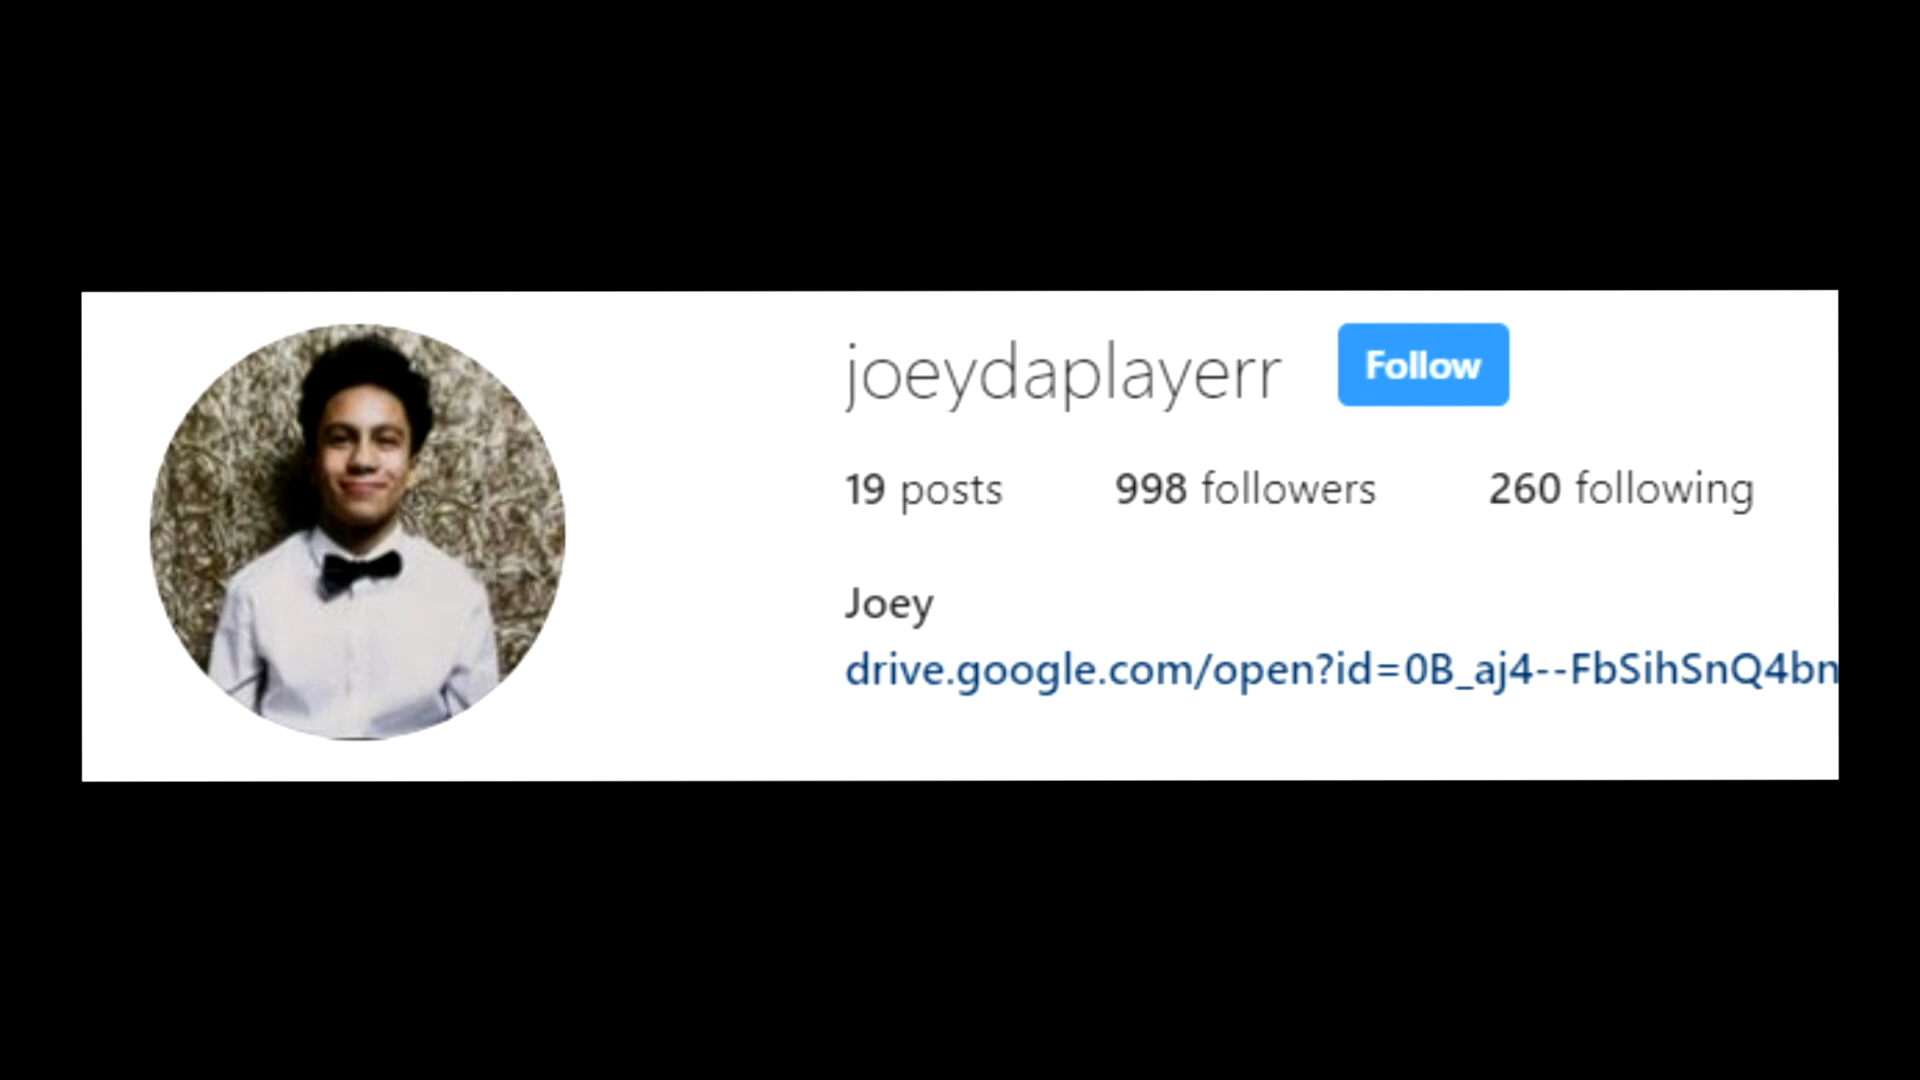 joeydaplayerr Follow
19 posts 998 followers 260 following
Joey
drive.google.com/open?id=0B_aj4--FbSihSnQ4bn